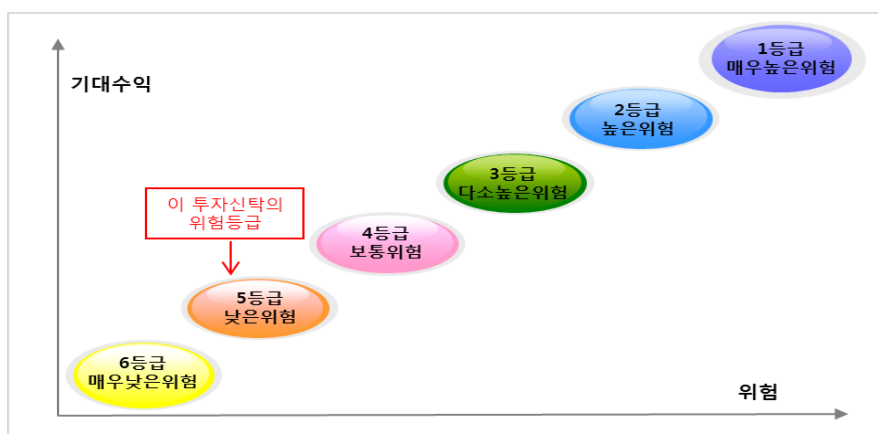 1등급
매우높은위험
기대수익
2등급
높은위험
3등급
다소높은위험
이 투자신탁의
위험등급
4등급
보통위험
5등급
낮은위험
6등급
매우낮은위험
위험